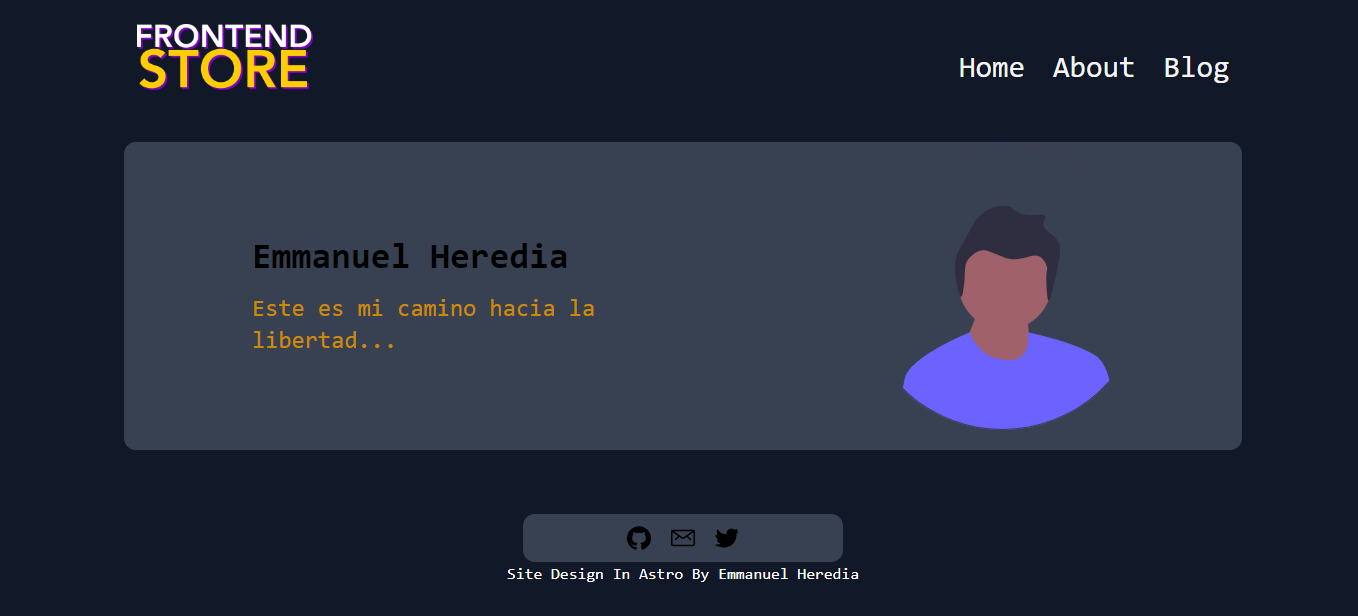 FRONTEND
STORE
Home About Blog
Emmanuel Heredia
Este es mi camino hacia la
libertad...
Site Design In Astro By Emmanuel Heredia